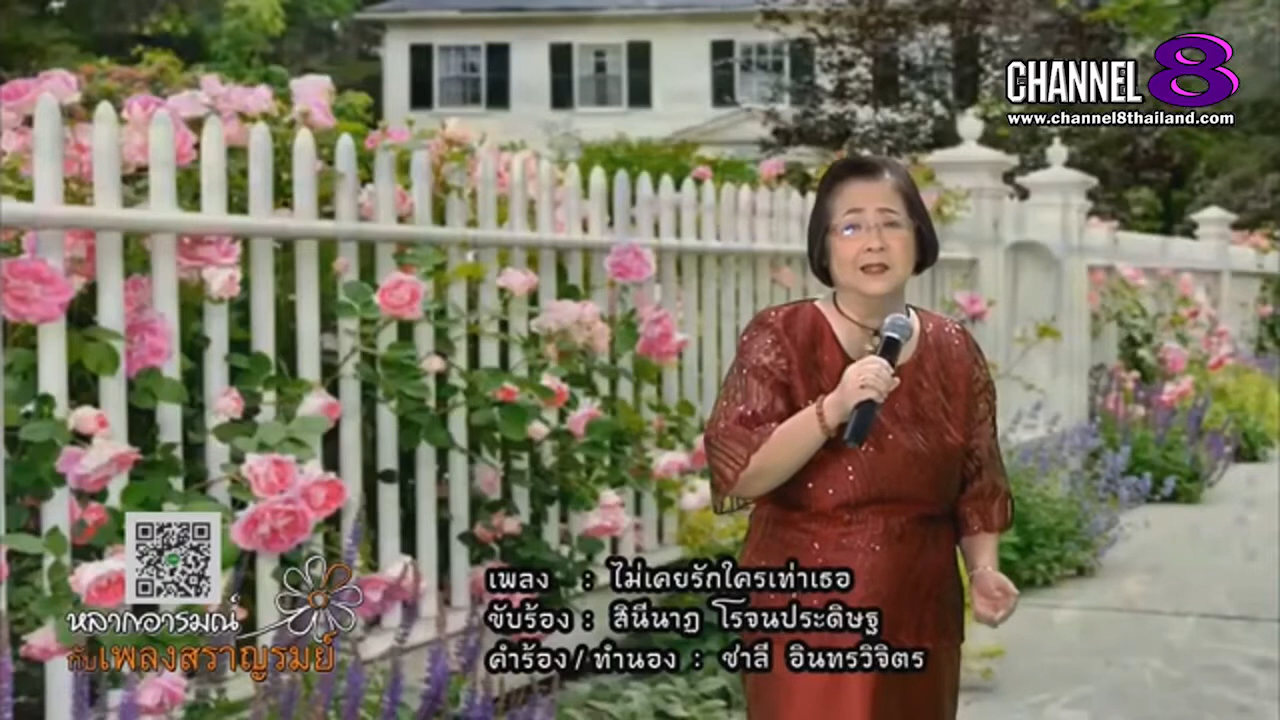 CHANNEL 8
www.channel8thailand.com
หลากอารมณ์
กับเพลงสราญรมย์
เพลง : ไม่เคยรักใครเท่าเธอ
ขับร้อง : สินีนาฏ โรจนประดิษฐ
คำร้อง / ทำนอง : ชาลี อินทรวิจิตร